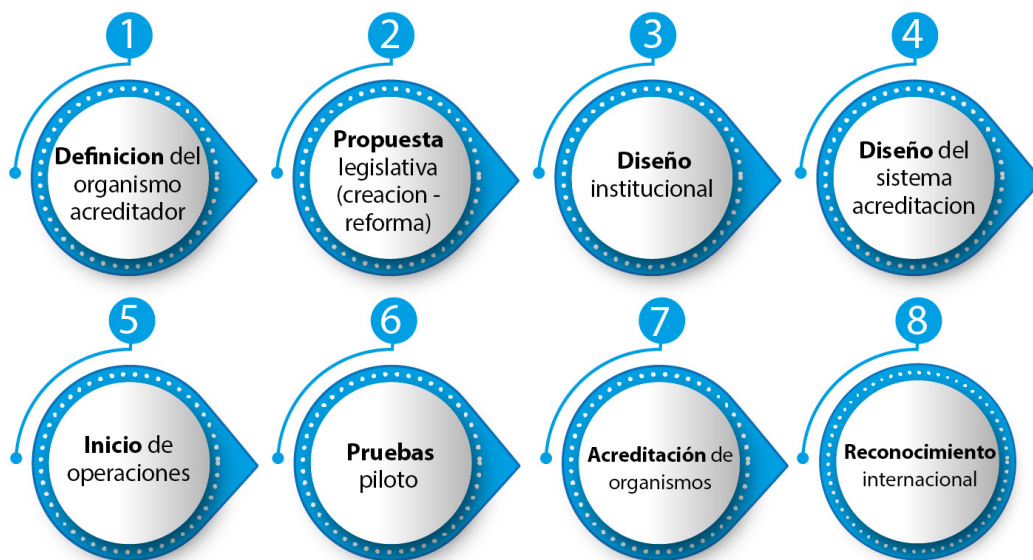 1
Definicion del
organismo
acreditador
2
Propuesta
legislativa
(creacion -
reforma)
3
Diseño
institucional
4
Diseño del
sistema
acreditacion
5
Inicio de
operaciones
6
Pruebas
piloto
7
Acreditación de
organismos
8
Reconocimiento
internacional